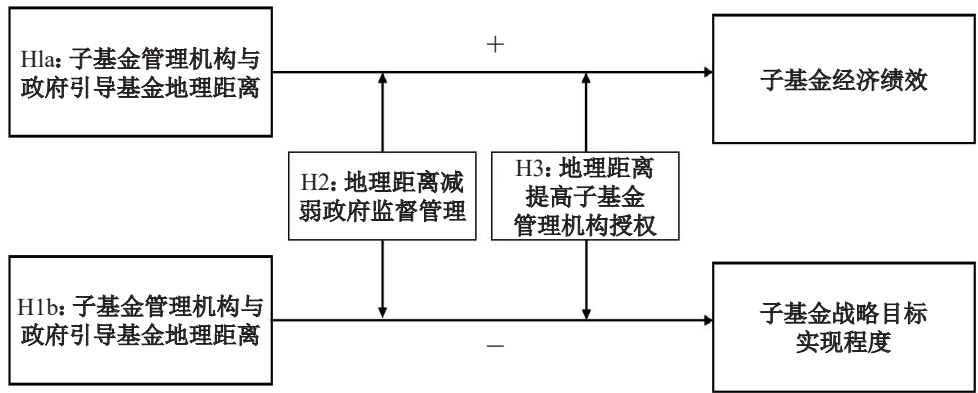 H1a：子基金管理机构与
政府引导基金地理距离
+
子基金经济绩效
H2：地理距离减
弱政府监督管理
H3：地理距离
提高子基金
管理机构授权
H1b：子基金管理机构与
政府引导基金地理距离
−
子基金战略目标
实现程度